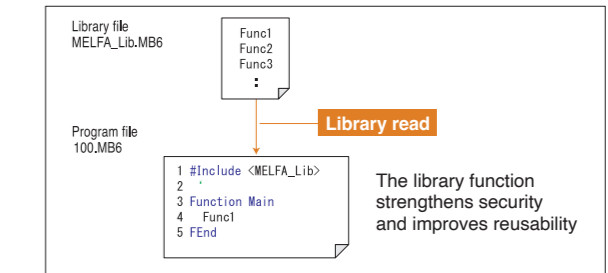 Library file
MELFA_Lib.MB6
Func1
Func2
Func3
:
Library read
Program file
100.MB6
1 #Include <MELFA_Lib>
2 '
3 Function Main
4 Func1
5 FEnd
The library function
strengthens security
and improves reusability